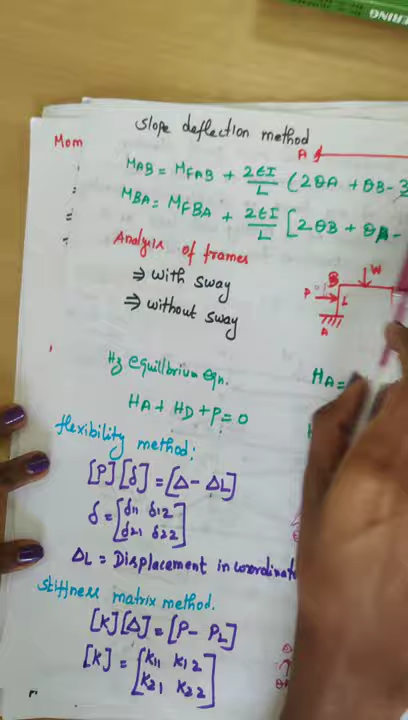 NEERING
slope deflection method
Mom
A
MAB = MFAB + 2EI/L (2θA + θB - 3
MBA = MFBA + 2EI/L [2θB + θA -
Analysis of frames
⇒ with sway
⇒ without sway
B
W
P
L
A
Hz equilibrium eqn.
HA =
HA + HD + P = 0
H
flexibility method:
[P][δ] = [Δ - ΔL]
δ = [δ11 δ12
δ21 δ22]
ΔL = Displacement in coordinate
stiffness matrix method.
[K][Δ] = [P - PL]
[K] = [K11 K12
K21 K22]